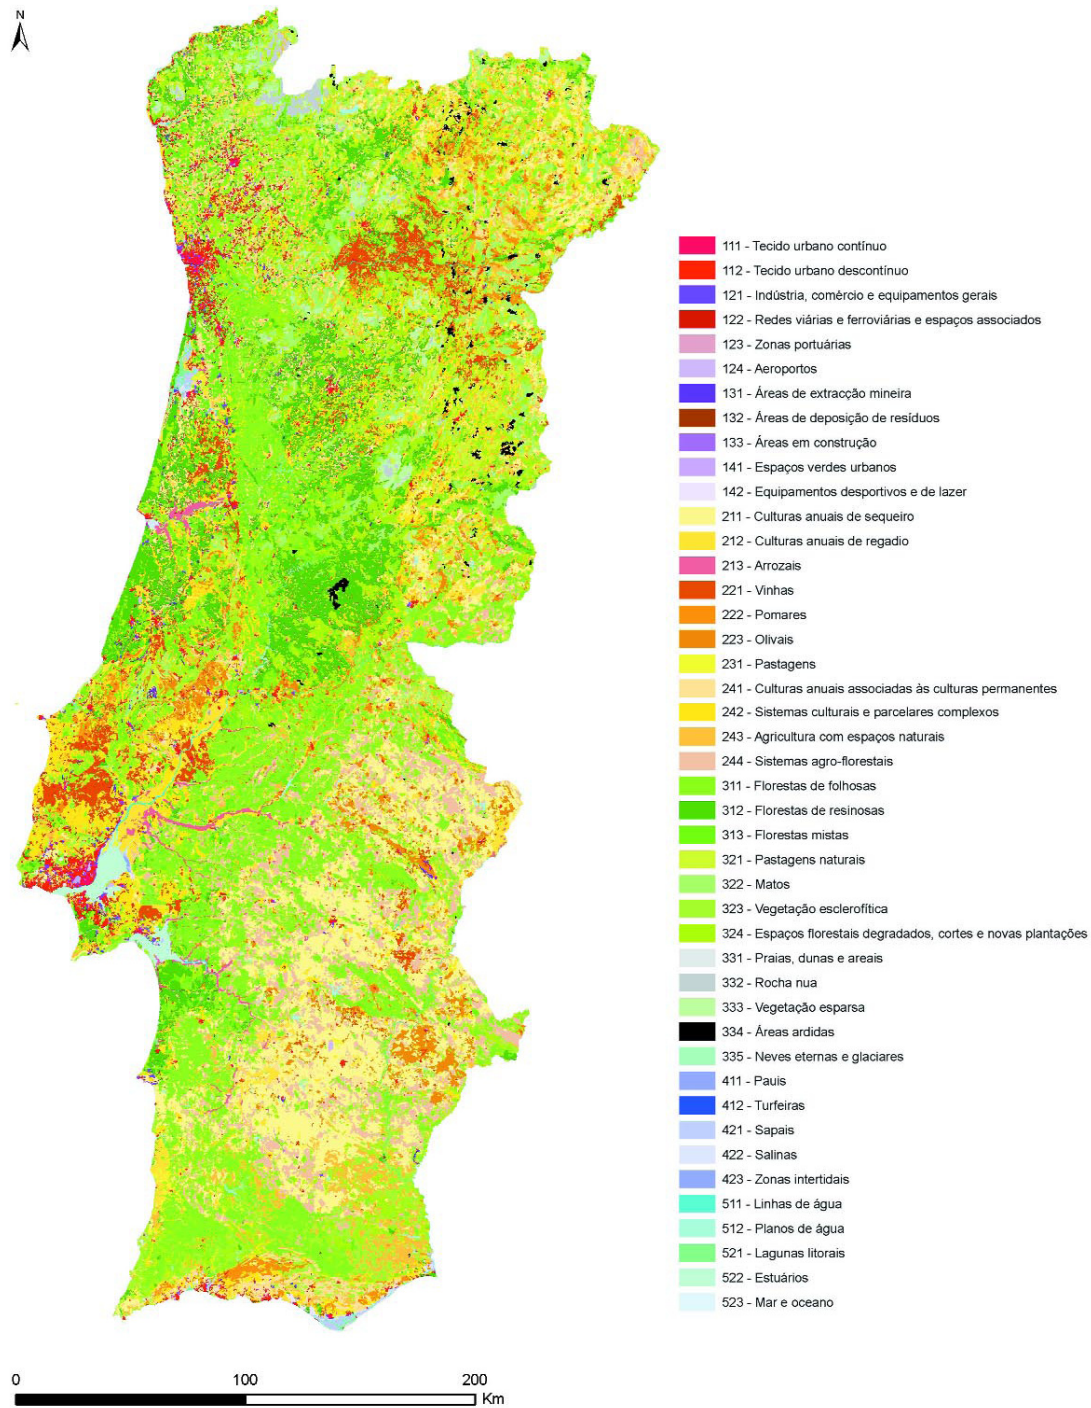 N
111 - Tecido urbano contínuo
112 - Tecido urbano descontínuo
121 - Indústria, comércio e equipamentos gerais
122 - Redes viárias e ferroviárias e espaços associados
123 - Zonas portuárias
124 - Aeroportos
131 - Áreas de extracção mineira
132 - Áreas de deposição de resíduos
133 - Áreas em construção
141 - Espaços verdes urbanos
142 - Equipamentos desportivos e de lazer
211 - Culturas anuais de sequeiro
212 - Culturas anuais de regadio
213 - Arrozais
221 - Vinhas
222 - Pomares
223 - Olivais
231 - Pastagens
241 - Culturas anuais associadas às culturas permanentes
242 - Sistemas culturais e parcelares complexos
243 - Agricultura com espaços naturais
244 - Sistemas agro-florestais
311 - Florestas de folhosas
312 - Florestas de resinosas
313 - Florestas mistas
321 - Pastagens naturais
322 - Matos
323 - Vegetação esclerofítica
324 - Espaços florestais degradados, cortes e novas plantações
331 - Praias, dunas e areais
332 - Rocha nua
333 - Vegetação esparsa
334 - Áreas ardidas
335 - Neves eternas e glaciares
411 - Pauis
412 - Turfeiras
421 - Sapais
422 - Salinas
423 - Zonas intertidais
511 - Linhas de água
512 - Planos de água
521 - Lagunas litorais
522 - Estuários
523 - Mar e oceano
0 100 200
Km